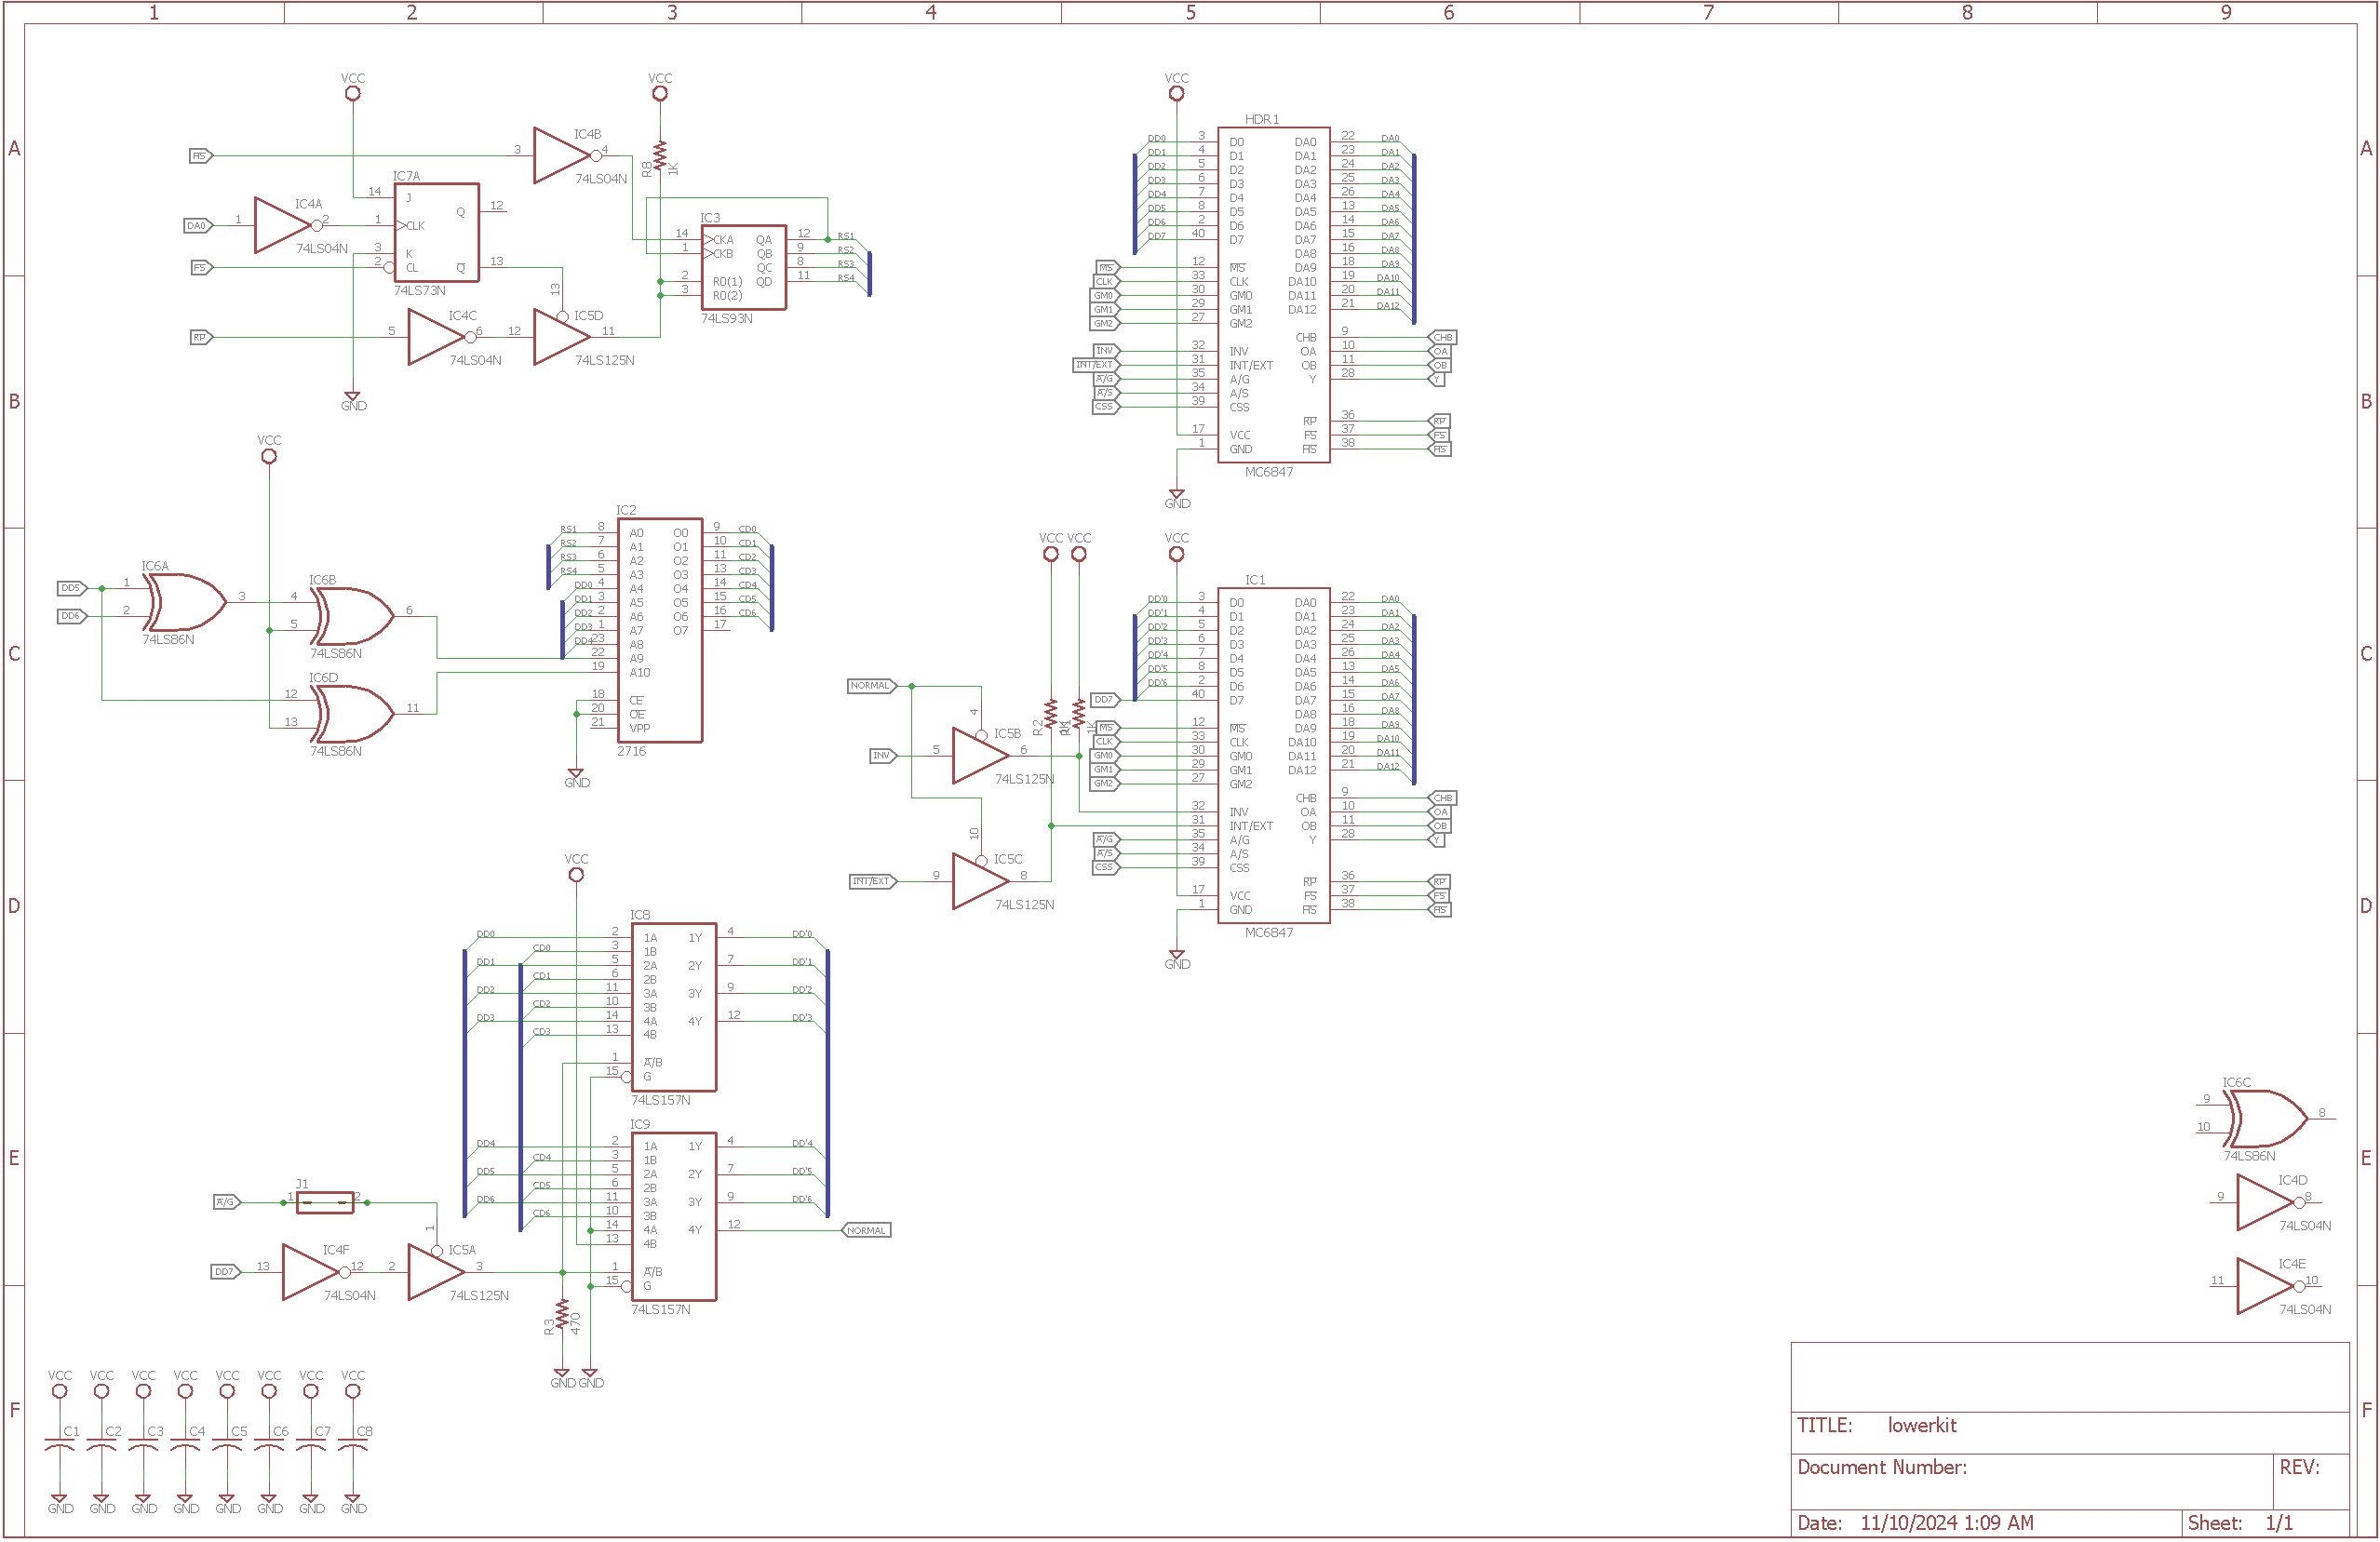 1 2 3 4 5 6 7 8 9
A A
B B
C C
D D
E E
F F
VCC
VCC
HS
3
IC4B
4
74LS04N
R8
1K
IC7A
14 J
Q 12
1 CLK
3 K
2 CL
Q 13
74LS73N
DA0
1
IC4A
2
74LS04N
FS
RP
5
IC4C
6
74LS04N
12
13
IC5D
11
74LS125N
GND
IC3
14 CKA QA 12 RS1
1 CKB QB 9 RS2
QC 8 RS3
2 R0(1) QD 11 RS4
3 R0(2)
74LS93N
VCC
HDR1
DD0 3 D0 DA0 22 DA0
DD1 4 D1 DA1 23 DA1
DD2 5 D2 DA2 24 DA2
DD3 6 D3 DA3 25 DA3
DD4 7 D4 DA4 26 DA4
DD5 8 D5 DA5 13 DA5
DD6 2 D6 DA6 14 DA6
DD7 40 D7 DA7 15 DA7
DA8 16 DA8
MS 12 MS DA9 18 DA9
CLK 33 CLK DA10 19 DA10
GM0 30 GM0 DA11 20 DA11
GM1 29 GM1 DA12 21 DA12
GM2 27 GM2
CHB 9 CHB
INV 32 INV OA 10 OA
INT/EXT 31 INT/EXT OB 11 OB
A/G 35 A/G Y 28 Y
A/S 34 A/S
CSS 39 CSS
RP 36 RP
17 VCC FS 37 FS
1 GND HS 38 HS
MC6847
GND
VCC
DD5
DD6
1
2
IC6A
3
74LS86N
4
5
IC6B
6
74LS86N
12
13
IC6D
11
74LS86N
IC2
RS1 8 A0 O0 9 CD0
RS2 7 A1 O1 10 CD1
RS3 6 A2 O2 11 CD2
RS4 5 A3 O3 13 CD3
DD0 4 A4 O4 14 CD4
DD1 3 A5 O5 15 CD5
DD2 2 A6 O6 16 CD6
DD3 1 A7 O7 17
DD4 23 A8
22 A9
19 A10
18 CE
20 OE
21 VPP
2716
GND
VCC VCC
VCC
NORMAL
INV
4
5
IC5B
6
74LS125N
INT/EXT
10
9
IC5C
8
74LS125N
R2
1K
R1
1K
IC1
DD'0 3 D0 DA0 22 DA0
DD'1 4 D1 DA1 23 DA1
DD'2 5 D2 DA2 24 DA2
DD'3 6 D3 DA3 25 DA3
DD'4 7 D4 DA4 26 DA4
DD'5 8 D5 DA5 13 DA5
DD'6 2 D6 DA6 14 DA6
DD7 40 D7 DA7 15 DA7
DA8 16 DA8
MS 12 MS DA9 18 DA9
CLK 33 CLK DA10 19 DA10
GM0 30 GM0 DA11 20 DA11
GM1 29 GM1 DA12 21 DA12
GM2 27 GM2
CHB 9 CHB
32 INV OA 10 OA
31 INT/EXT OB 11 OB
A/G 35 A/G Y 28 Y
A/S 34 A/S
CSS 39 CSS
RP 36 RP
17 VCC FS 37 FS
1 GND HS 38 HS
MC6847
GND
VCC
IC8
DD0 2 1A 1Y 4 DD'0
CD0 3 1B
DD1 5 2A 2Y 7 DD'1
CD1 6 2B
DD2 11 3A 3Y 9 DD'2
CD2 10 3B
DD3 14 4A 4Y 12 DD'3
CD3 13 4B
1 A/B
15 G
74LS157N
IC9
DD4 2 1A 1Y 4 DD'4
CD4 3 1B
DD5 5 2A 2Y 7 DD'5
CD5 6 2B
DD6 11 3A 3Y 9 DD'6
CD6 10 3B
14 4A 4Y 12 NORMAL
13 4B
1 A/B
15 G
74LS157N
A/G
1 J1 2
DD7
13
IC4F
12
74LS04N
1
2
IC5A
3
74LS125N
R3
470
GND GND
IC6C
9
10
8
74LS86N
IC4D
9
8
74LS04N
IC4E
11
10
74LS04N
VCC VCC VCC VCC VCC VCC VCC VCC
C1 C2 C3 C4 C5 C6 C7 C8
GND GND GND GND GND GND GND GND
TITLE: lowerkit
Document Number:
REV:
Date: 11/10/2024 1:09 AM
Sheet: 1/1